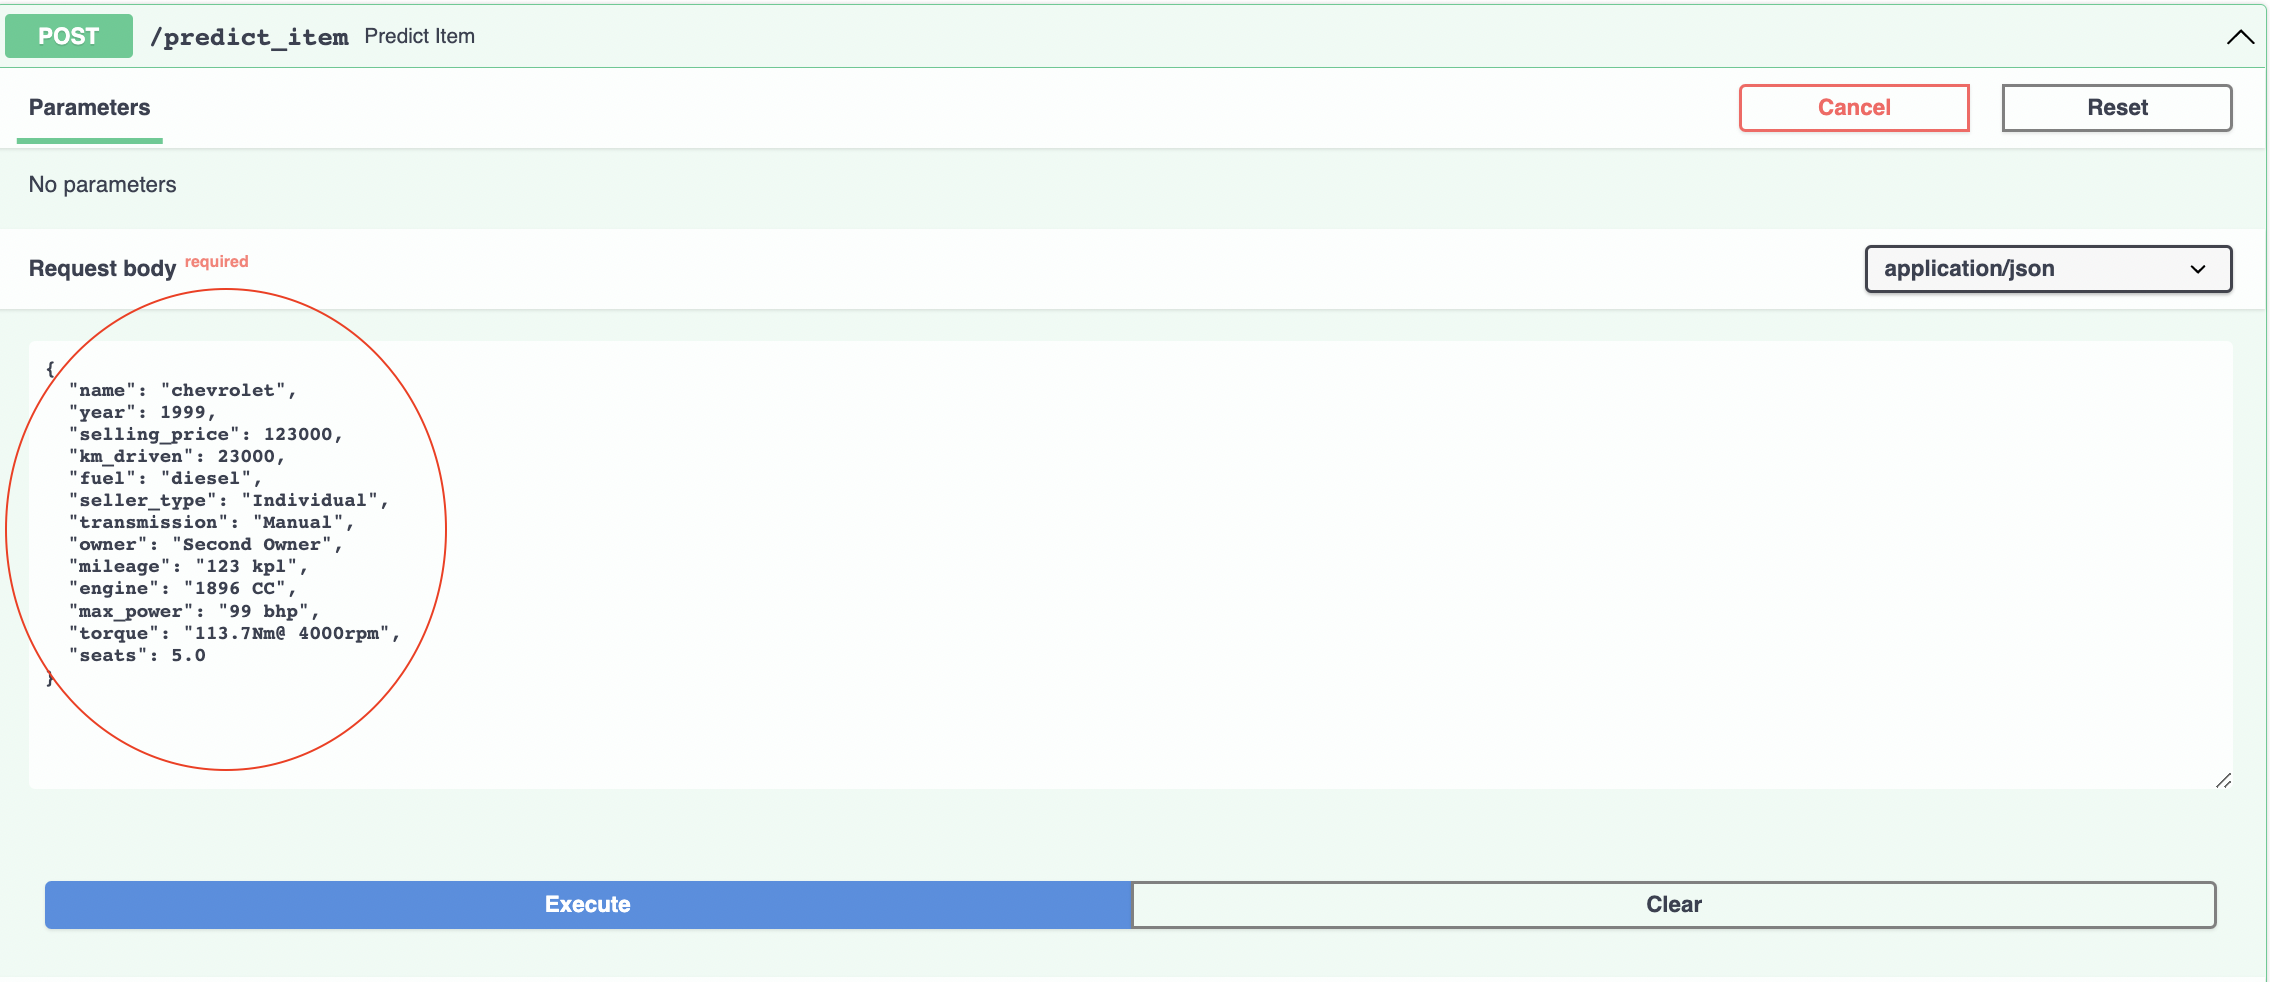 POST /predict_item Predict Item
Parameters
Cancel
Reset
No parameters
Request body required
application/json
{
"name": "chevrolet",
"year": 1999,
"selling_price": 123000,
"km_driven": 23000,
"fuel": "diesel",
"seller_type": "Individual",
"transmission": "Manual",
"owner": "Second Owner",
"mileage": "123 kpl",
"engine": "1896 CC",
"max_power": "99 bhp",
"torque": "113.7Nm@ 4000rpm",
"seats": 5.0
}
Execute
Clear